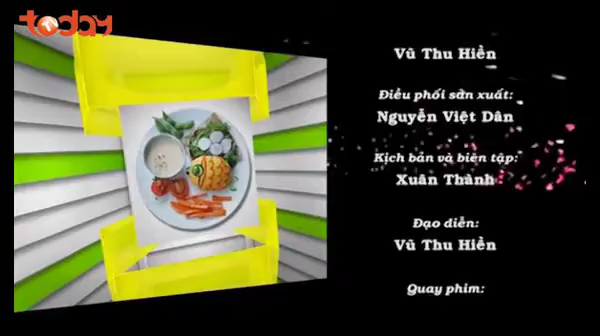 today
Vũ Thu Hiền
Điều phối sản xuất:
Nguyễn Việt Dân
Kịch bản và biên tập:
Xuân Thành
Đạo diễn:
Vũ Thu Hiền
Quay phim: